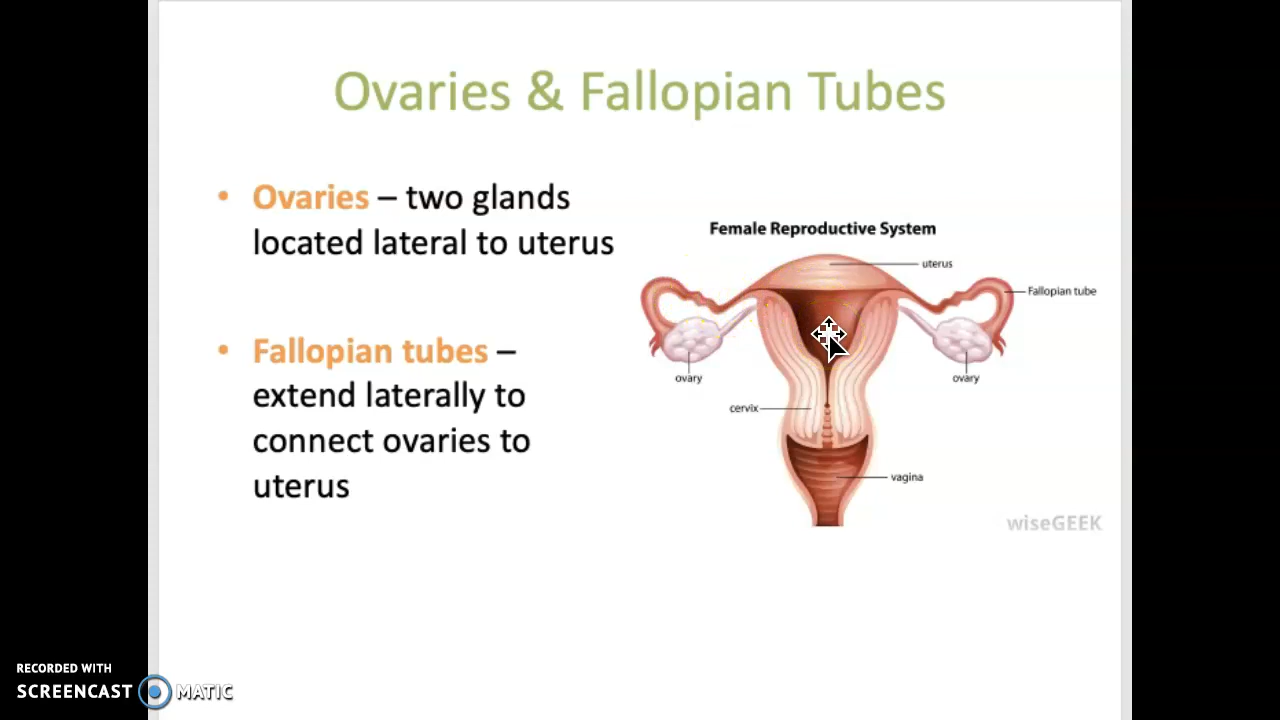 Ovaries & Fallopian Tubes
• Ovaries – two glands
located lateral to uterus
• Fallopian tubes –
extend laterally to
connect ovaries to
uterus
Female Reproductive System
uterus
Fallopian tube
ovary
ovary
cervix
vagina
wiseGEEK
RECORDED WITH
SCREENCAST MATIC